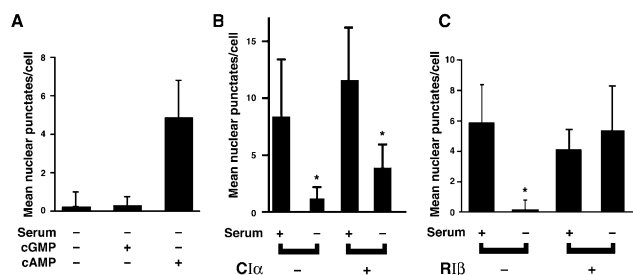 A
Mean nuclear punctates/cell
8
6
4
2
0
Serum – – –
cGMP – + –
cAMP – – +
B
Mean nuclear punctates/cell
15
10
5
0
* *
Serum + – + –
CIα – +
C
Mean nuclear punctates/cell
10
8
6
4
2
0
*
Serum + – + –
RIβ – +